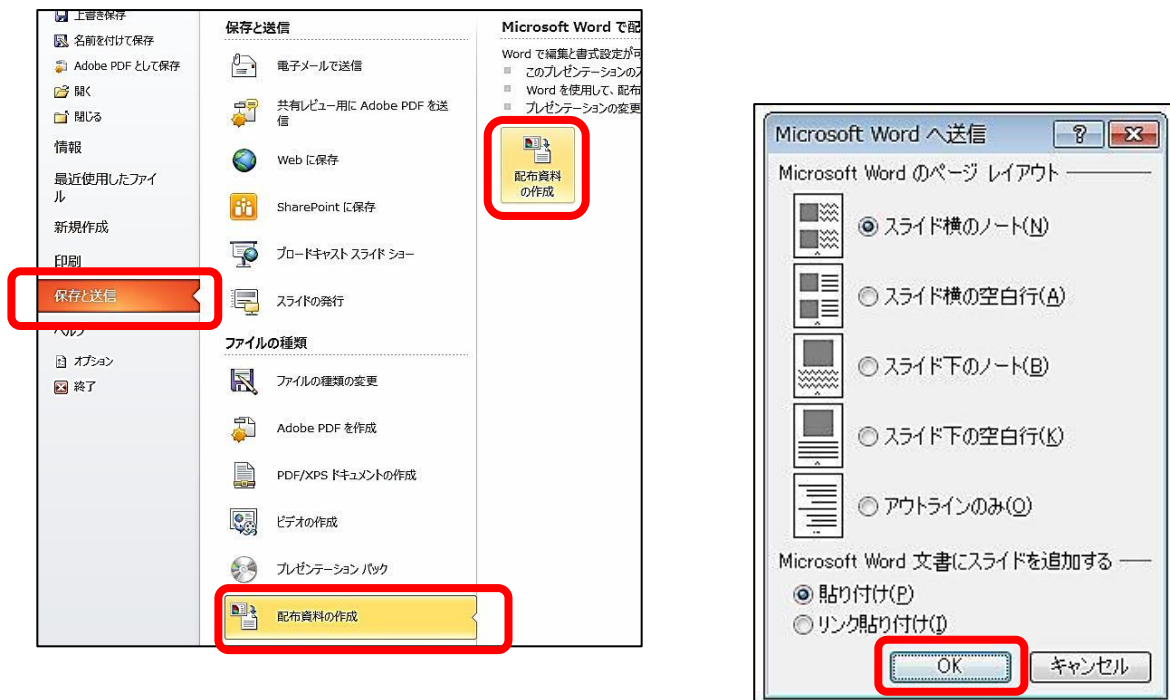 上書き保存
名前を付けて保存
Adobe PDF として保存
開く
閉じる
情報
最近使用したファイ
ル
新規作成
印刷
保存と送信
ヘルプ
オプション
終了
保存と送信
電子メールで送信
共有レビュー用に Adobe PDF を送
信
Web に保存
SharePoint に保存
ブロードキャスト スライド ショー
スライドの発行
ファイルの種類
ファイルの種類の変更
Adobe PDF を作成
PDF/XPS ドキュメントの作成
ビデオの作成
プレゼンテーション パック
配布資料の作成
Microsoft Word で配
Word で編集と書式設定が可
このプレゼンテーションのス
Word を使用して、配布
プレゼンテーションの変更
配布資料
の作成
Microsoft Word へ送信
Microsoft Word のページ レイアウト
スライド横のノート(N)
スライド横の空白行(A)
スライド下のノート(B)
スライド下の空白行(K)
アウトラインのみ(O)
Microsoft Word 文書にスライドを追加する
貼り付け(P)
リンク貼り付け(I)
OK
キャンセル